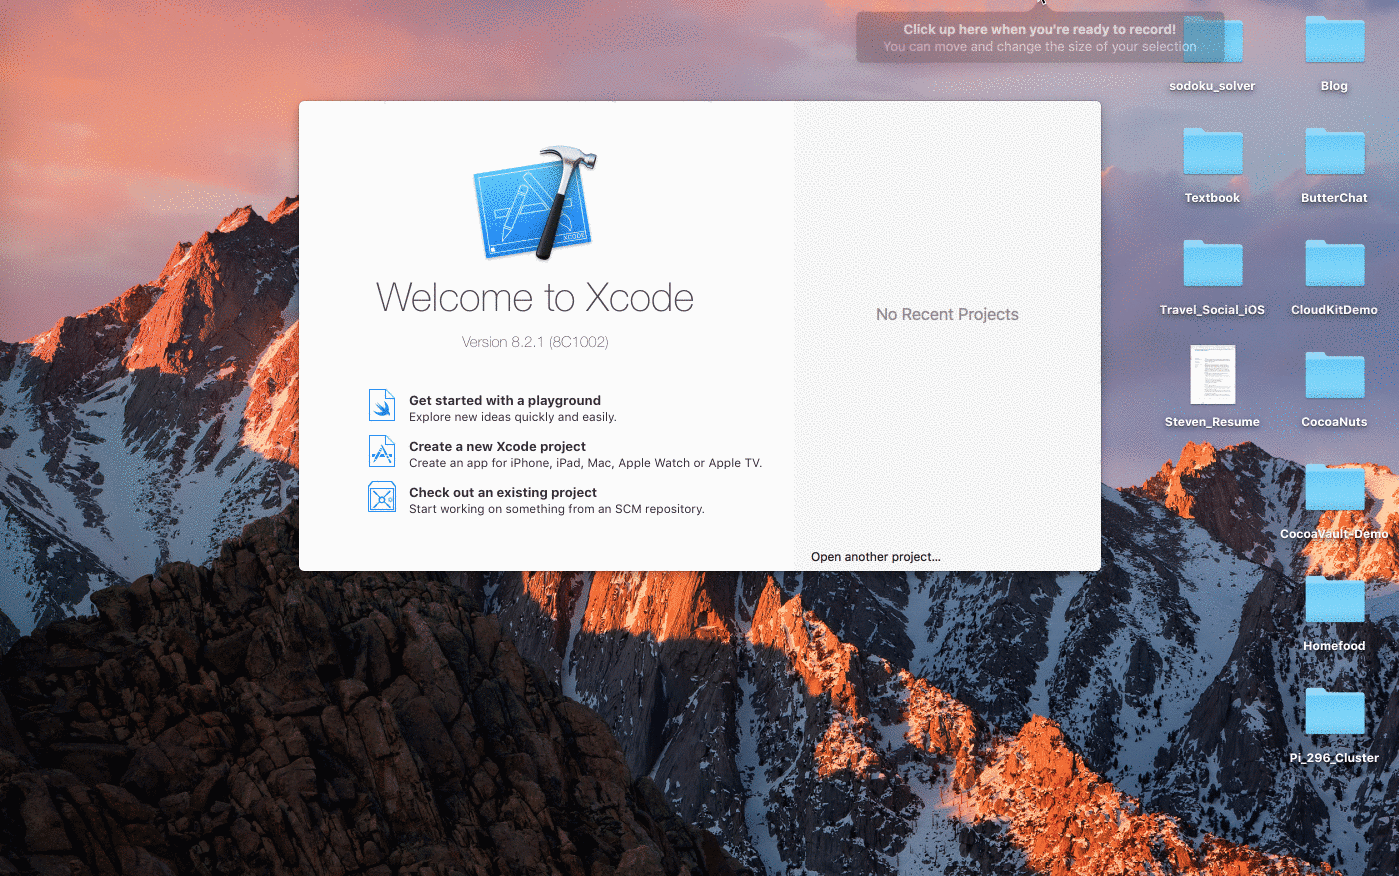 Click up here when you're ready to record!
You can move and change the size of your selection
sodoku_solver
Blog
Textbook
ButterChat
Travel_Social_iOS
CloudKitDemo
Steven_Resume
CocoaNuts
CocoaVault-Demo
Homefood
Pi_296_Cluster
XCODE
Welcome to Xcode
Version 8.2.1 (8C1002)
Get started with a playground
Explore new ideas quickly and easily.
Create a new Xcode project
Create an app for iPhone, iPad, Mac, Apple Watch or Apple TV.
Check out an existing project
Start working on something from an SCM repository.
No Recent Projects
Open another project...